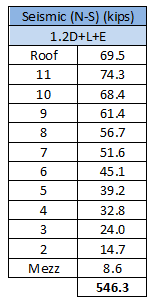 Seismic (N-S) (kips)
1.2D+L+E
Roof 69.5
11 74.3
10 68.4
9 61.4
8 56.7
7 51.6
6 45.1
5 39.2
4 32.8
3 24.0
2 14.7
Mezz 8.6
546.3